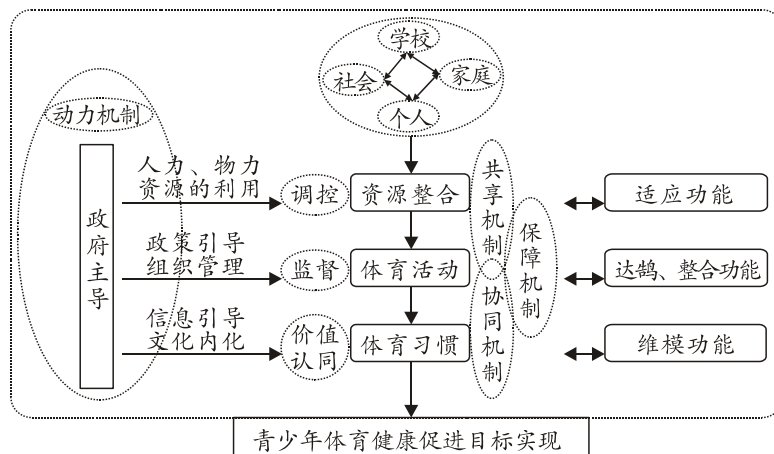 学校
社会
家庭
个人
动力机制
政府主导
人力、物力
资源的利用
调控
资源整合
共享机制
适应功能
政策引导
组织管理
监督
体育活动
保障机制
达鹄、整合功能
信息引导
文化内化
价值
认同
体育习惯
协同机制
维模功能
青少年体育健康促进目标实现